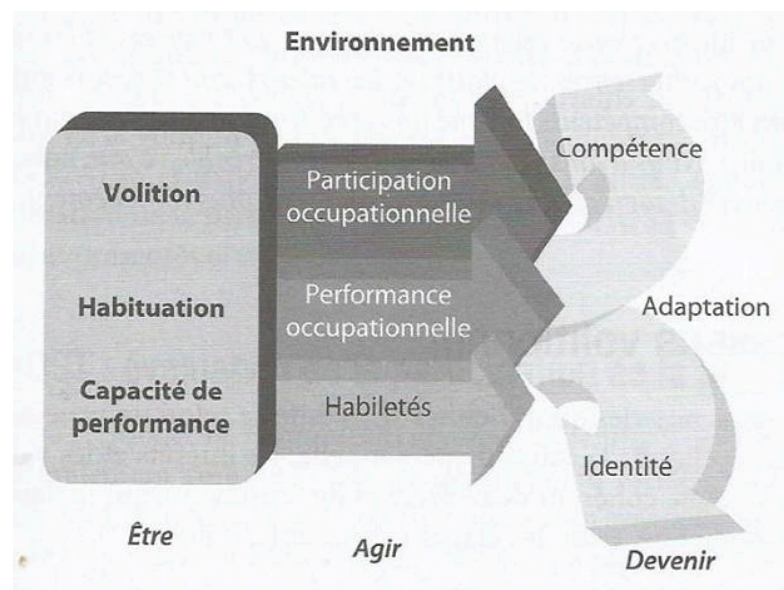 Environnement
Volition
Habituation
Capacité de
performance
Participation
occupationnelle
Performance
occupationnelle
Habiletés
Compétence
Adaptation
Identité
Être
Agir
Devenir